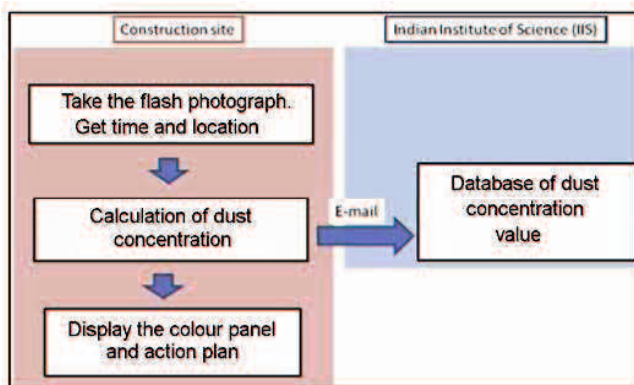 Construction site
Indian Institute of Science (IIS)
Take the flash photograph.
Get time and location
Calculation of dust
concentration
E-mail
Database of dust
concentration
value
Display the colour panel
and action plan